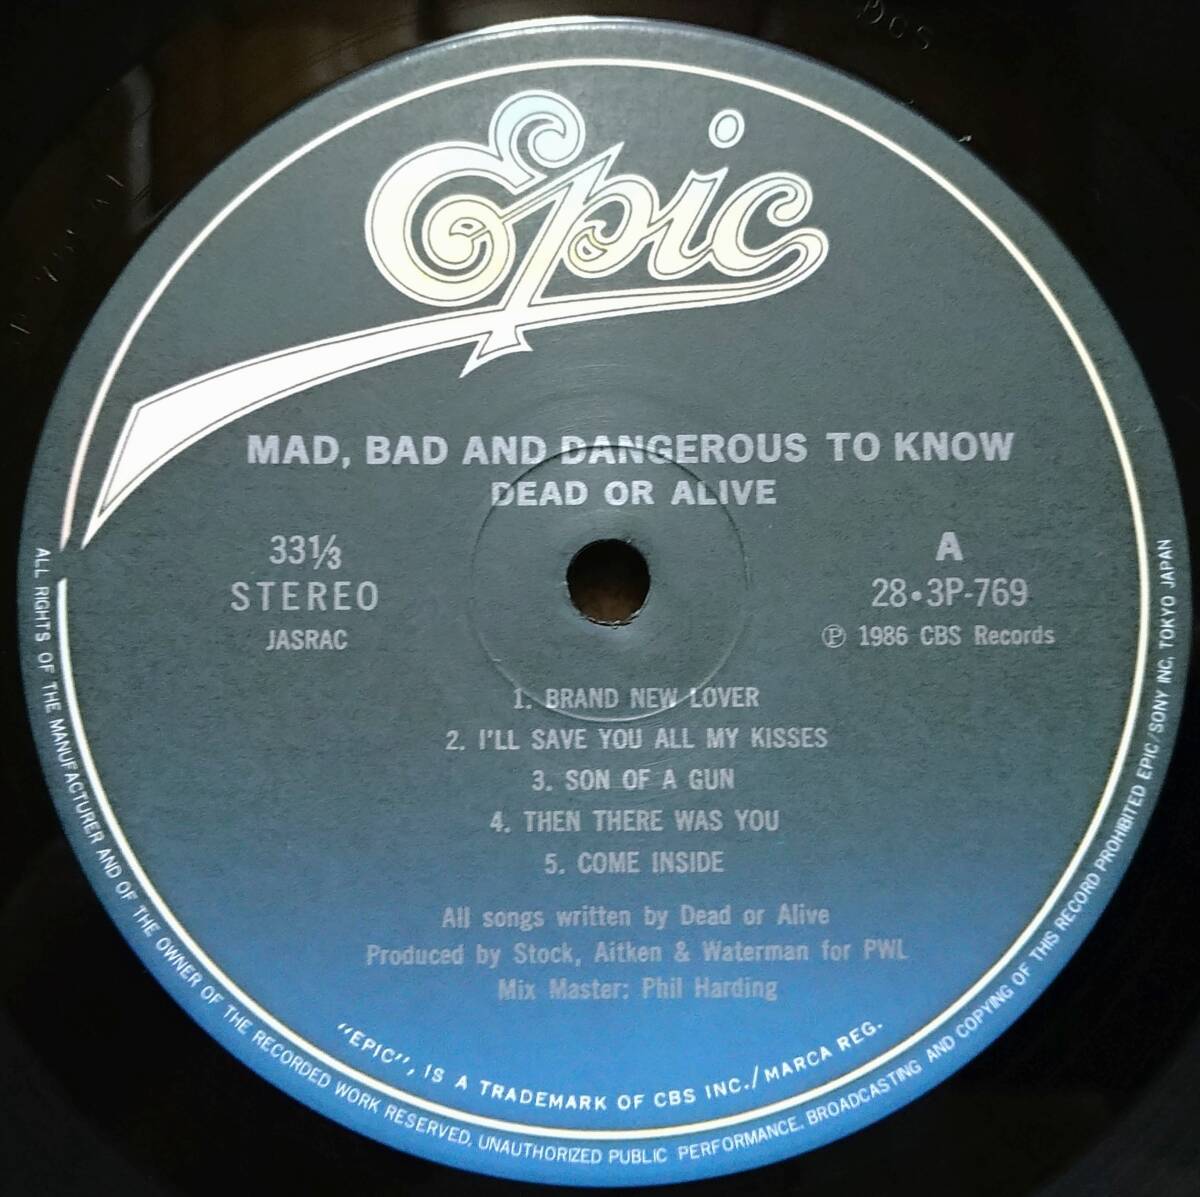 Epic
MAD, BAD AND DANGEROUS TO KNOW
DEAD OR ALIVE
33⅓
STEREO
JASRAC
A
28•3P-769
Ⓟ 1986 CBS Records
1. BRAND NEW LOVER
2. I'LL SAVE YOU ALL MY KISSES
3. SON OF A GUN
4. THEN THERE WAS YOU
5. COME INSIDE
All songs written by Dead or Alive
Produced by Stock, Aitken & Waterman for PWL
Mix Master: Phil Harding
"EPIC", IS A TRADEMARK OF CBS INC./MARCA REG.
ALL RIGHTS OF THE MANUFACTURER AND OF THE OWNER OF THE RECORDED WORK RESERVED. UNAUTHORIZED PUBLIC PERFORMANCE. BROADCASTING AND COPYING OF THIS RECORD PROHIBITED EPIC/SONY INC. TOKYO JAPAN